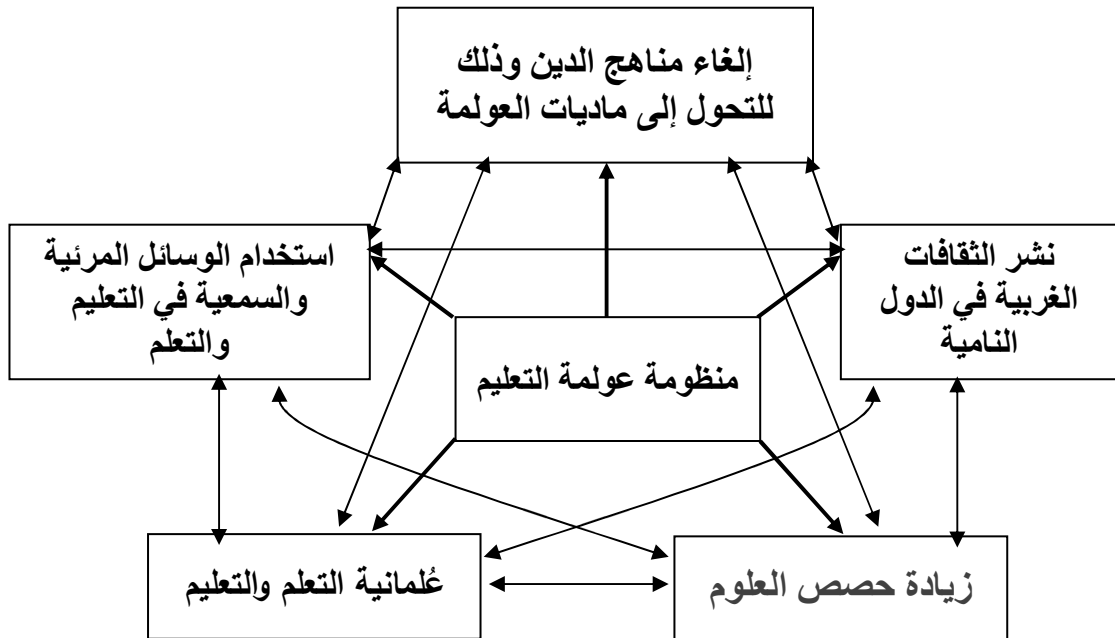 إلغاء مناهج الدين وذلك
للتحول إلى ماديات العولمة
نشر الثقافات
الغربية في الدول
النامية
استخدام الوسائل المرئية
والسمعية في التعليم
والتعلم
منظومة عولمة التعليم
زيادة حصص العلوم
عُلمانية التعلم والتعليم